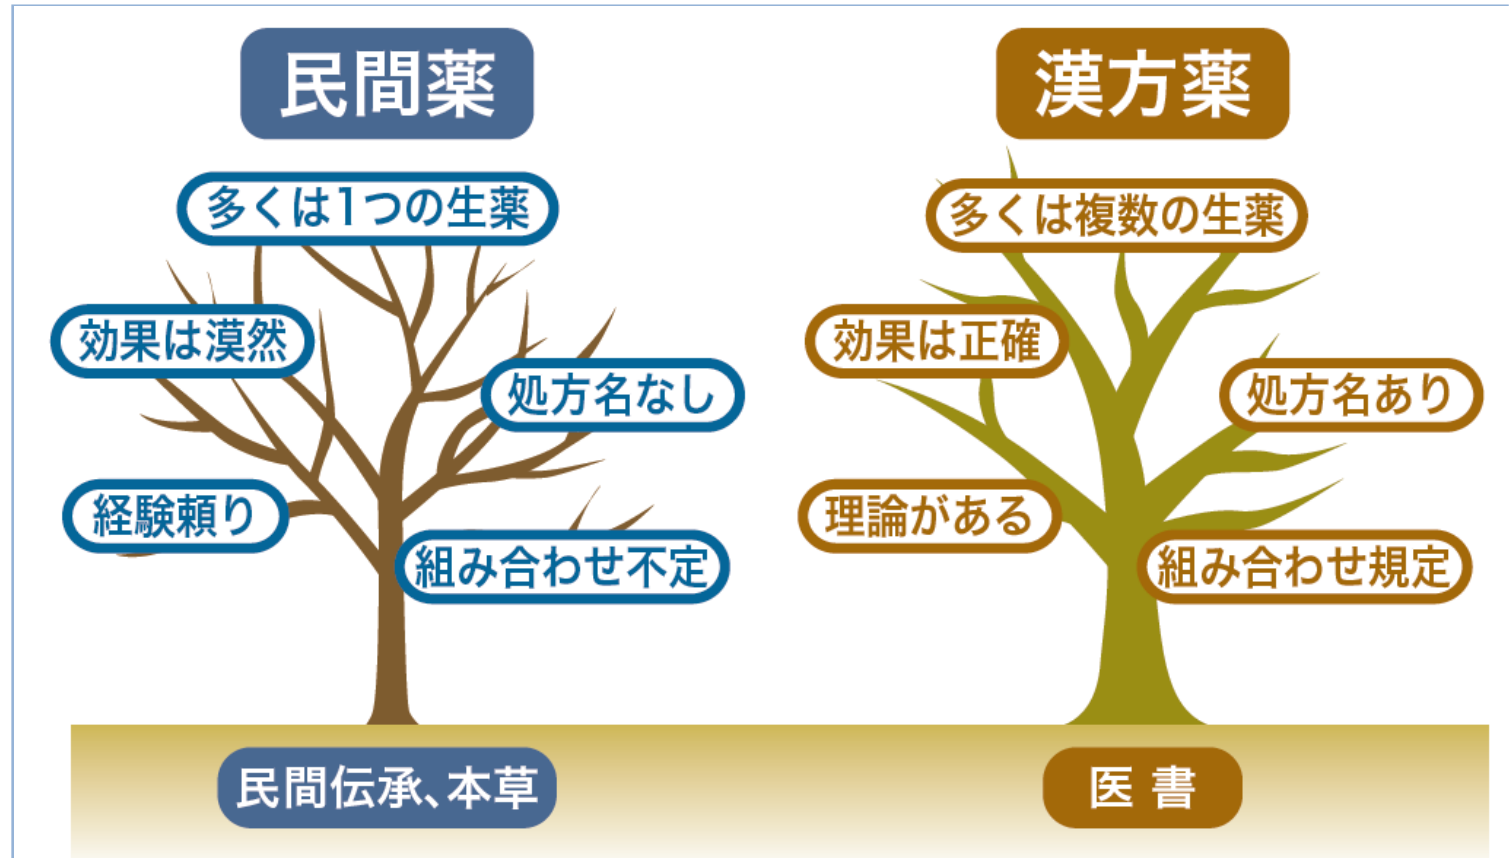 民間薬
多くは1つの生薬
効果は漠然
処方名なし
経験頼り
組み合わせ不定
民間伝承、本草
漢方薬
多くは複数の生薬
効果は正確
処方名あり
理論がある
組み合わせ規定
医書